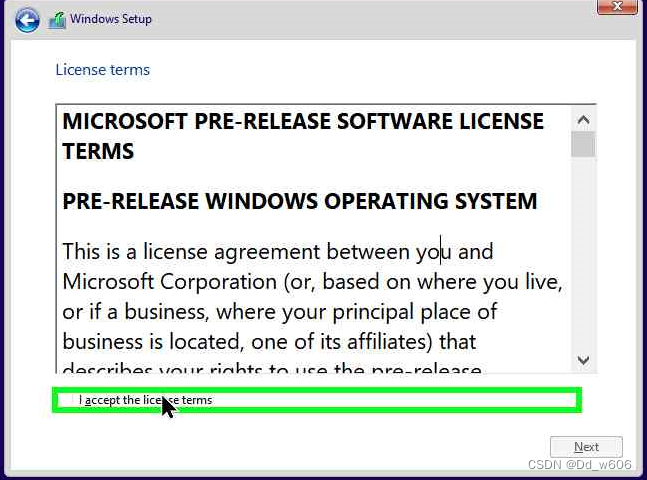 Windows Setup
License terms
MICROSOFT PRE-RELEASE SOFTWARE LICENSE
TERMS
PRE-RELEASE WINDOWS OPERATING SYSTEM
This is a license agreement between you and
Microsoft Corporation (or, based on where you live,
or if a business, where your principal place of
business is located, one of its affiliates) that
describes your rights to use the pre-release
I accept the license terms
Next
CSDN @Dd_w606